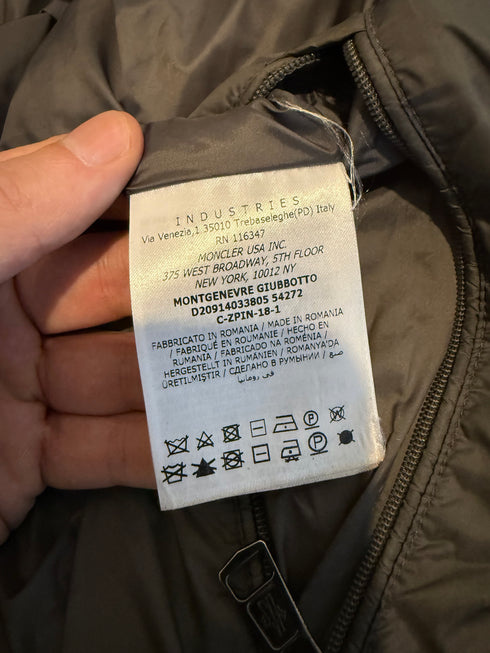 INDUSTRIES
Via Venezia,1.35010 Trebaseleghe(PD) Italy
RN 116347
MONCLER USA INC.
375 WEST BROADWAY, 5TH FLOOR
NEW YORK, 10012 NY
MONTGENEVRE GIUBBOTTO
D20914033805 54272
C-ZPIN-18-1
FABBRICATO IN ROMANIA / MADE IN ROMANIA
/ FABRIQUÉ EN ROUMANIE / HECHO EN
RUMANIA / FABRICADO NA ROMÉNIA /
HERGESTELLT IN RUMÄNIEN / ROMANYA'DA
ÜRETILMIŞTIR / СДЕЛАНО В РУМЫНИИ / صنع
في رومانيا
P
P